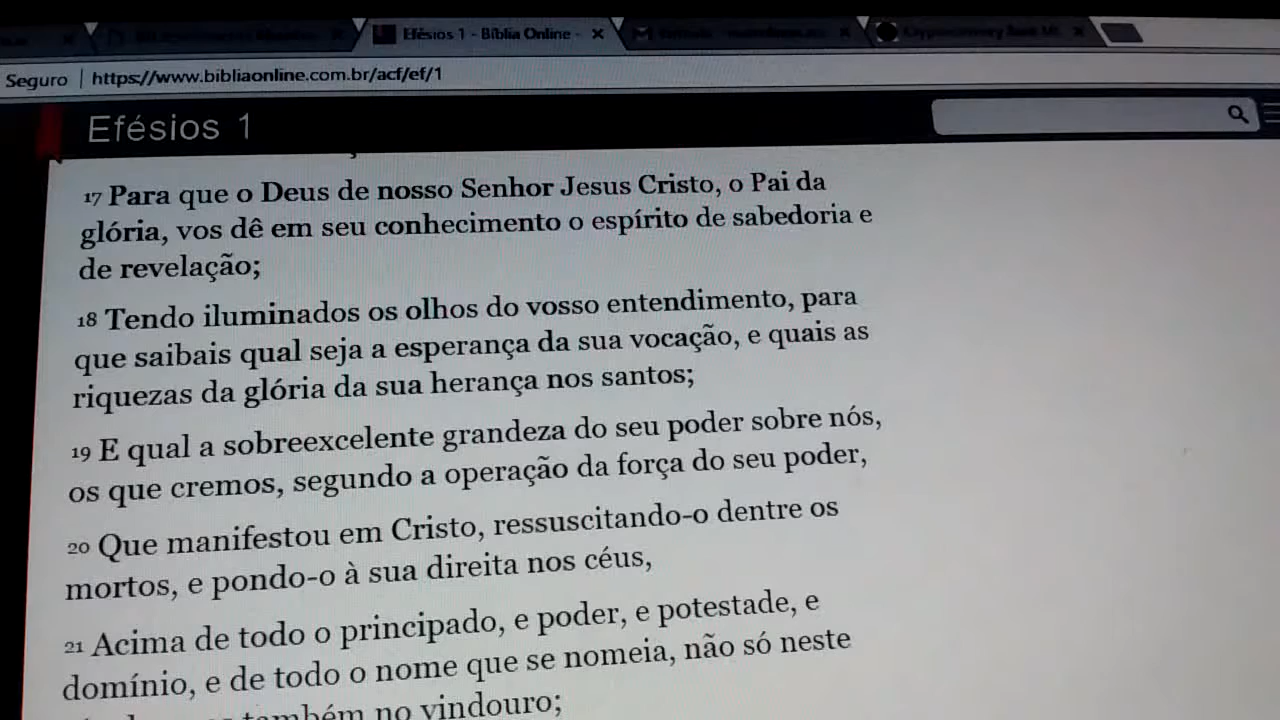 Efésios 1 - Bíblia Online -
Seguro | https://www.bibliaonline.com.br/acf/ef/1
Efésios 1
17 Para que o Deus de nosso Senhor Jesus Cristo, o Pai da
glória, vos dê em seu conhecimento o espírito de sabedoria e
de revelação;
18 Tendo iluminados os olhos do vosso entendimento, para
que saibais qual seja a esperança da sua vocação, e quais as
riquezas da glória da sua herança nos santos;
19 E qual a sobreexcelente grandeza do seu poder sobre nós,
os que cremos, segundo a operação da força do seu poder,
20 Que manifestou em Cristo, ressuscitando-o dentre os
mortos, e pondo-o à sua direita nos céus,
21 Acima de todo o principado, e poder, e potestade, e
domínio, e de todo o nome que se nomeia, não só neste
também no vindouro;